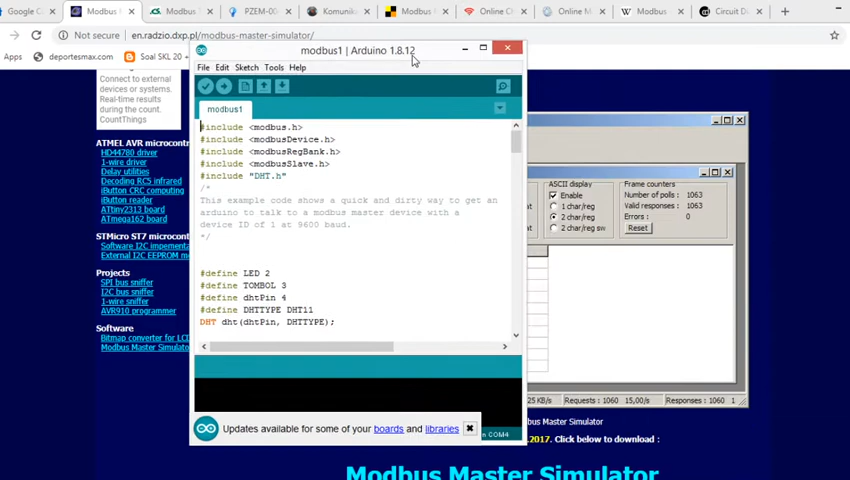 Google C
Modbus
Modbus
PZEM-00
Komunik
Modbus
Online C
Online M
Modbus
Circuit D
Not secure | en.radzio.dxp.pl/modbus-master-simulator/
Apps
deportesmax.com
Soal SKL 20
Connect to external
devices or systems.
Real-time results
during the count.
CountThings
ATMEL AVR microcontr
HD44780 driver
1-wire driver
Delay utilities
Decoding RC5 infrared
iButton CRC computing
iButton reader
ATtiny2313 board
ATmega162 board
STMicro ST7 microcontr
Software I2C impementa
External I2C EEPROM m
Projects
SPI bus sniffer
I2C bus sniffer
1-wire sniffer
AVR910 programmer
Software
Bitmap converter for LCI
Modbus Master Simulato
modbus1 | Arduino 1.8.12
File Edit Sketch Tools Help
modbus1
#include <modbus.h>
#include <modbusDevice.h>
#include <modbusRegBank.h>
#include <modbusSlave.h>
#include "DHT.h"
/*
This example code shows a quick and dirty way to get an
arduino to talk to a modbus master device with a
device ID of 1 at 9600 baud.
*/
#define LED 2
#define TOMBOL 3
#define dhtPin 4
#define DHTTYPE DHT11
DHT dht(dhtPin, DHTTYPE);
Updates available for some of your boards and libraries
COM4
ASCII display
Enable
1 char/reg
2 char/reg
2 char/reg sw
Frame counters
Number of polls : 1063
Valid responses : 1063
Errors : 0
Reset
25 KB/s
Requests : 1060
15,00/s
Responses : 1060 1
dbus Master Simulator
.2017. Click below to download :
Modbus Master Simulator